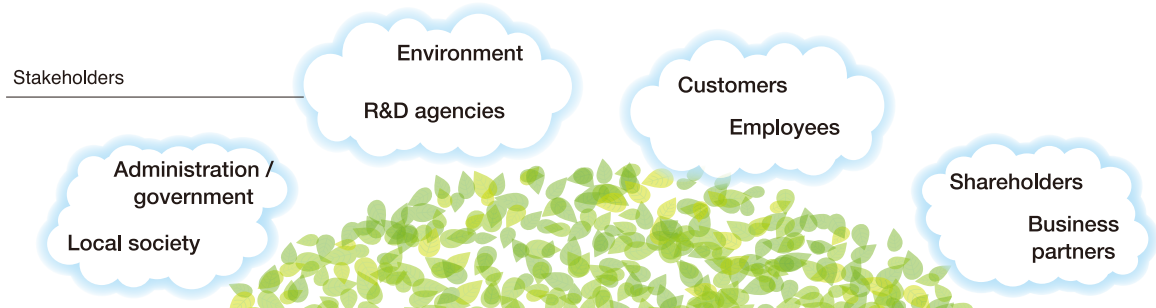 Stakeholders
Environment
R&D agencies
Customers
Employees
Administration /
government
Local society
Shareholders
Business
partners